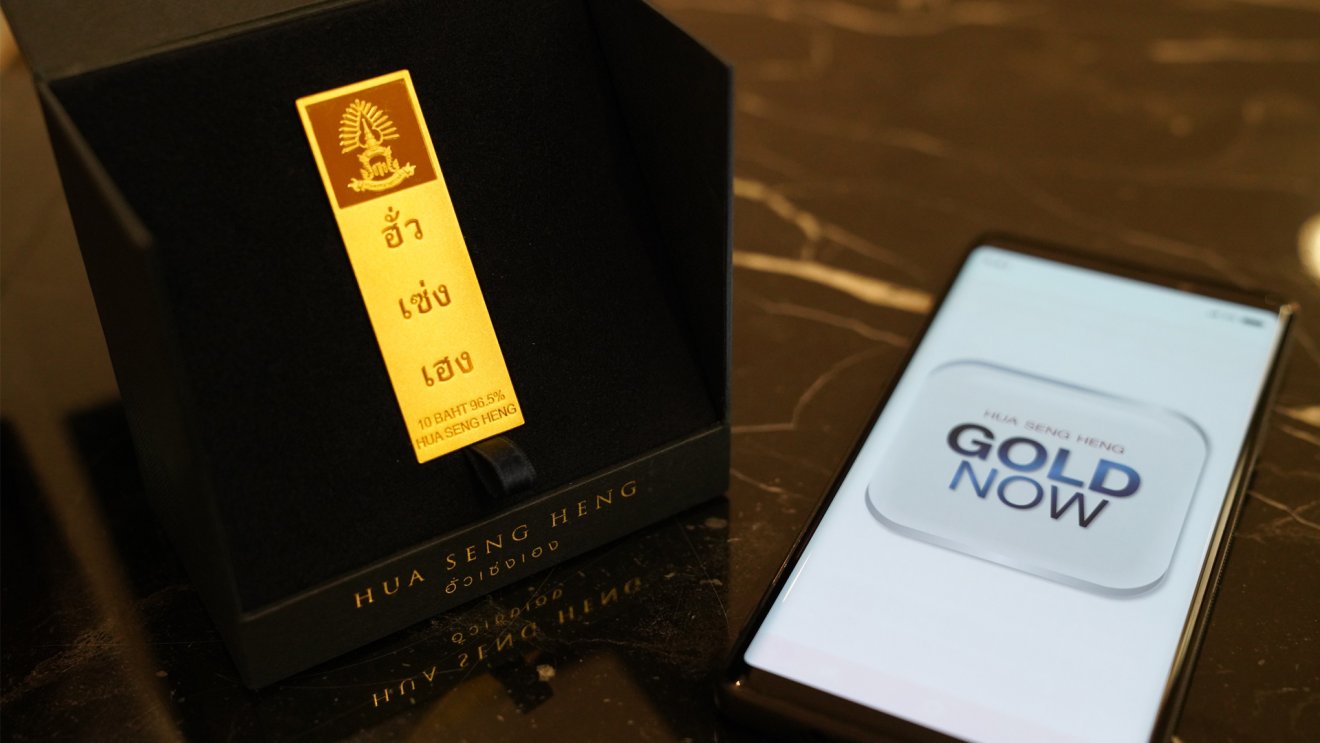 ฮั่ว
เซ่ง
เฮง
10 BAHT 96.5%
HUA SENG HENG
HUA SENG HENG
ฮั่วเซ่งเฮง
HUA SENG HENG
GOLD
NOW